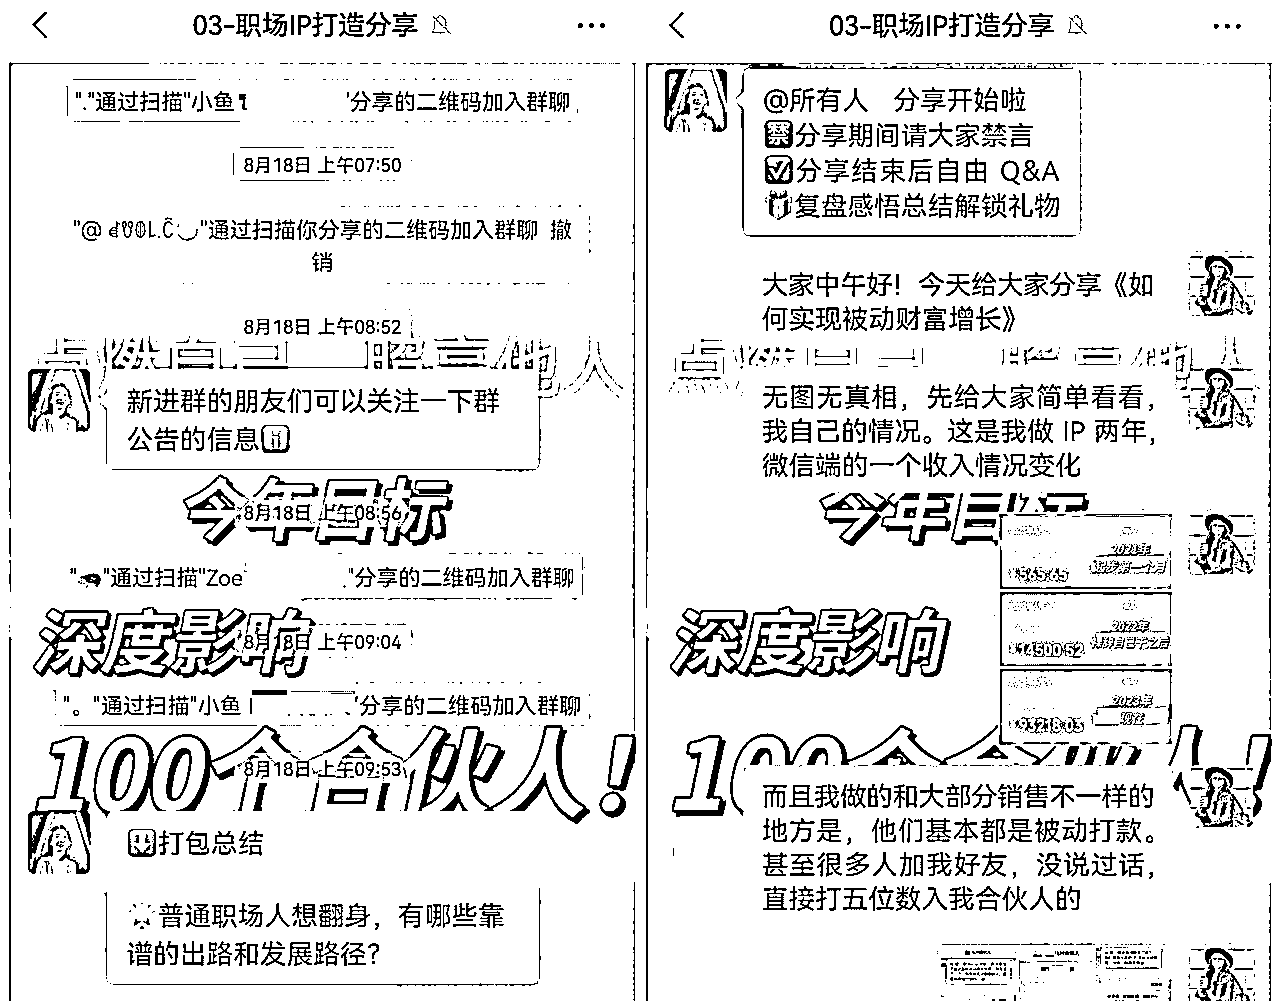 03-职场IP打造分享
"."通过扫描"小鱼
"分享的二维码加入群聊
8月18日 上午07:50
"通过扫描你分享的二维码加入群聊 撤
销
8月18日 上午08:52
点燃自己 照亮他人
新进群的朋友们可以关注一下群
公告的信息
今年目标
8月18日 上午08:56
"通过扫描"Zoe
"分享的二维码加入群聊
深度影响
8月18日 上午09:04
"。"通过扫描"小鱼
"分享的二维码加入群聊
100个合伙人!
8月18日 上午09:53
打包总结
普通职场人想翻身，有哪些靠
谱的出路和发展路径？
03-职场IP打造分享
@所有人 分享开始啦
禁分享期间请大家禁言
分享结束后自由 Q&A
复盘感悟总结解锁礼物
大家中午好！今天给大家分享《如
何实现被动财富增长》
无图无真相，先给大家简单看看，
我自己的情况。这是我做 IP 两年，
微信端的一个收入情况变化
今年目标
2021年
¥565.65
起步第一个月
深度影响
2022年
¥14500.52
2023年
¥93218.05
现在
100个合伙人!
而且我做的和大部分销售不一样的
地方是，他们基本都是被动打款。
甚至很多人加我好友，没说过话，
直接打五位数入我合伙人的